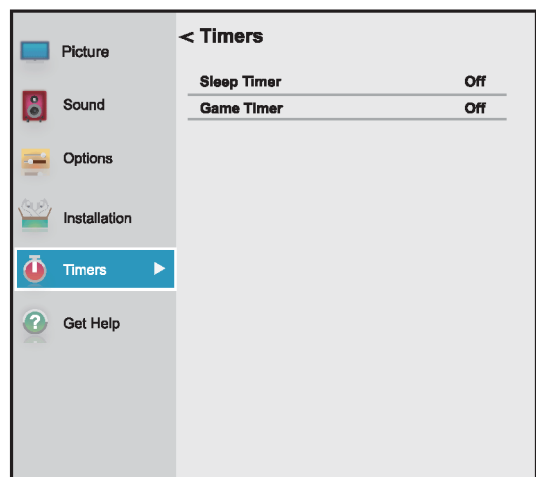 Picture
Sound
Options
Installation
Timers
Get Help
< Timers
Sleep Timer Off
Game Timer Off